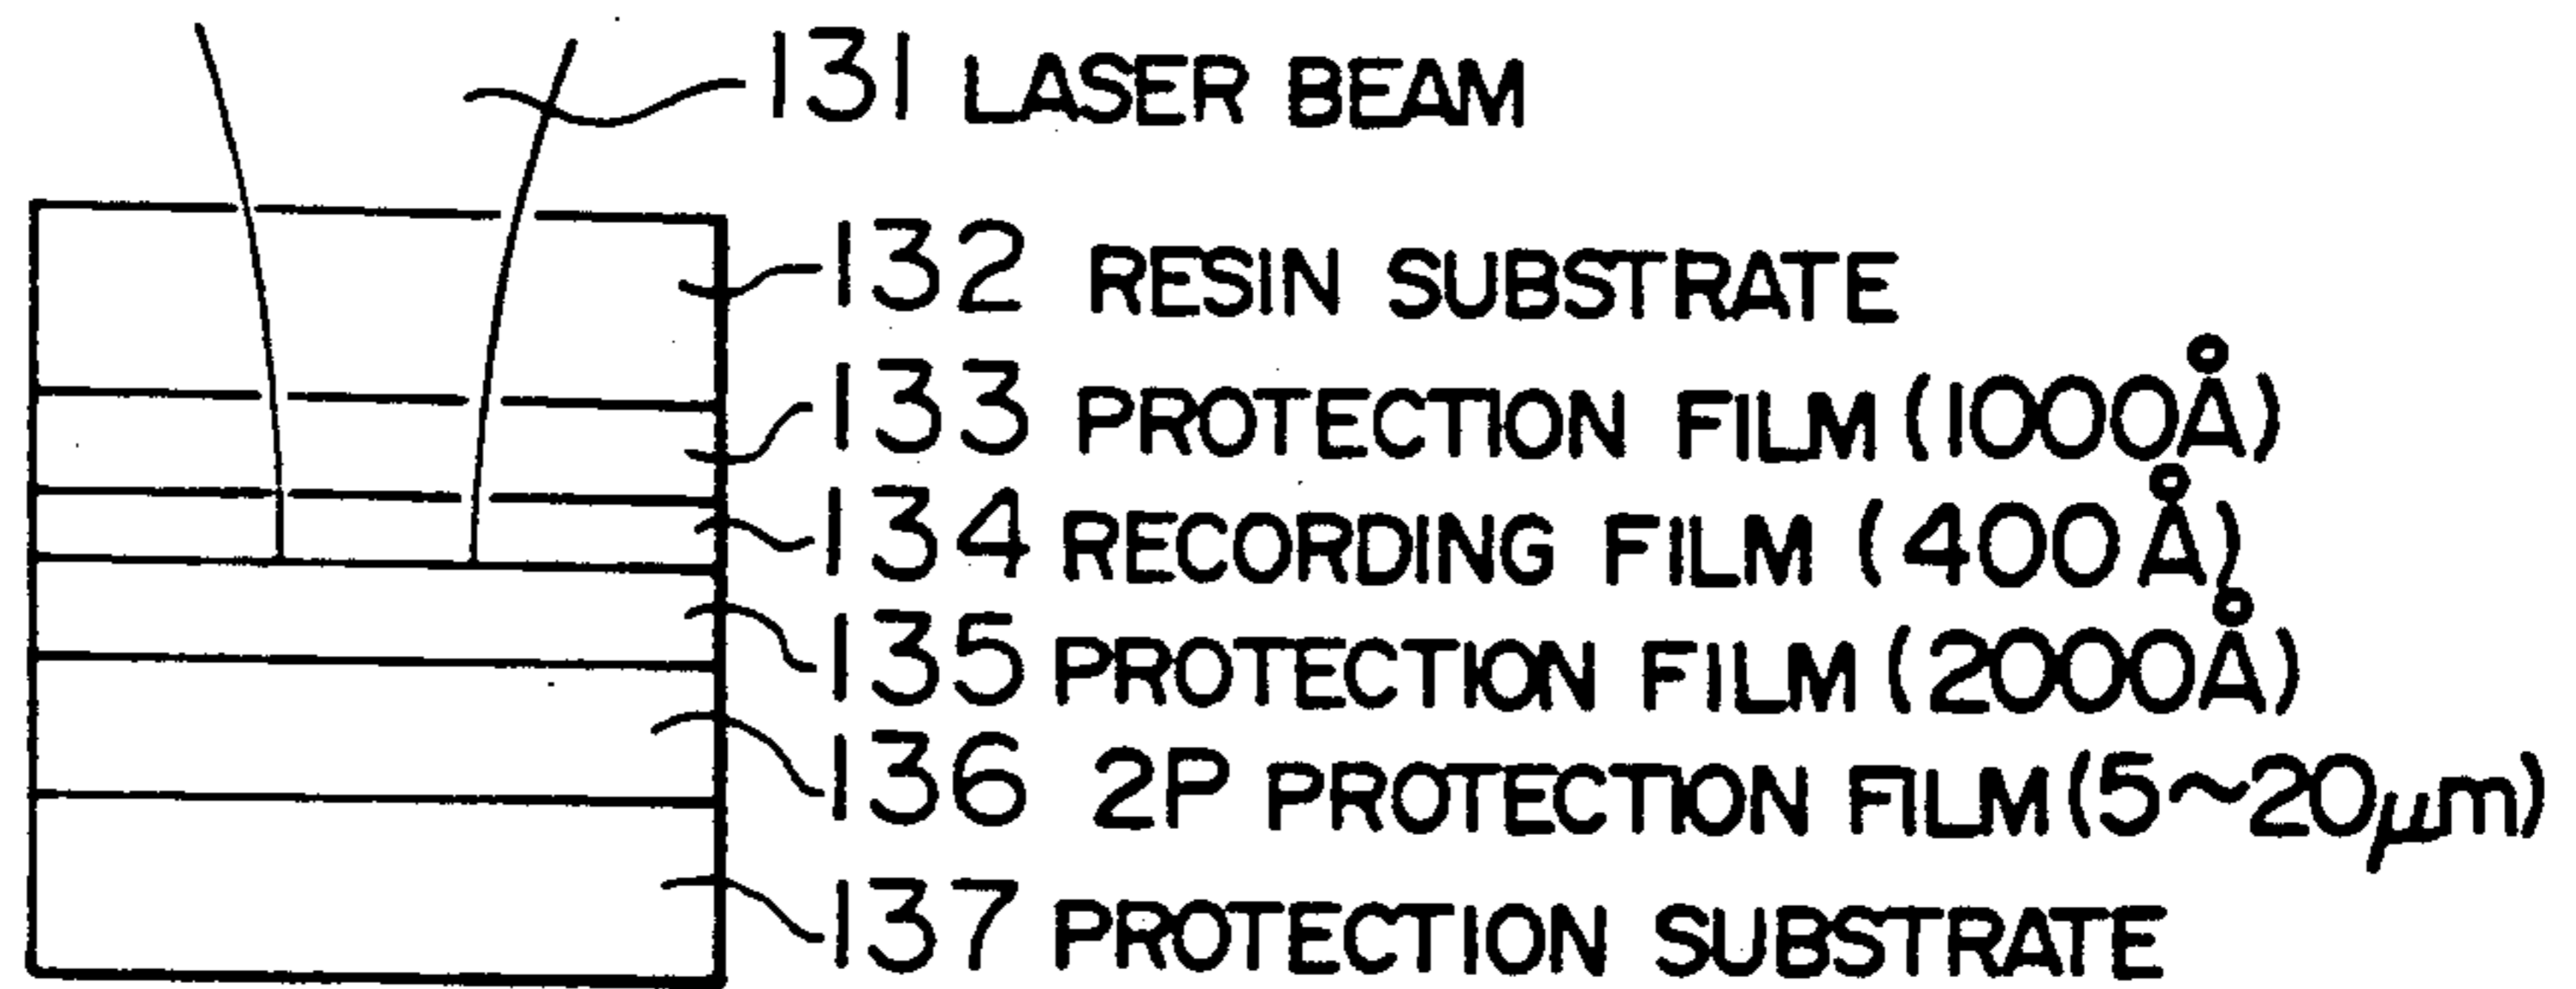 131 LASER BEAM
132 RESIN SUBSTRATE
133 PROTECTION FILM (1000Å)
134 RECORDING FILM (400Å)
135 PROTECTION FILM (2000Å)
136 2P PROTECTION FILM (5~20μm)
137 PROTECTION SUBSTRATE